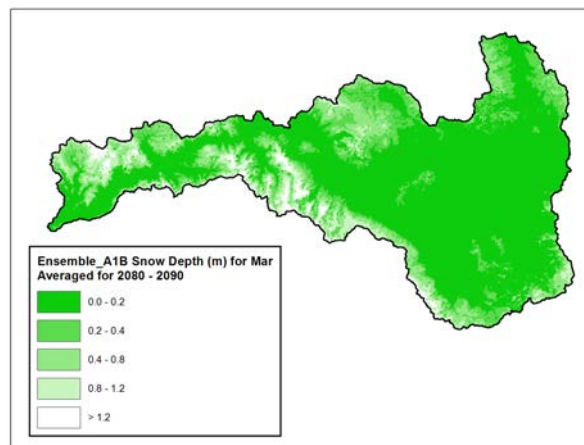 Ensemble_A1B Snow Depth (m) for Mar
Averaged for 2080 - 2090
0.0 - 0.2
0.2 - 0.4
0.4 - 0.8
0.8 - 1.2
> 1.2